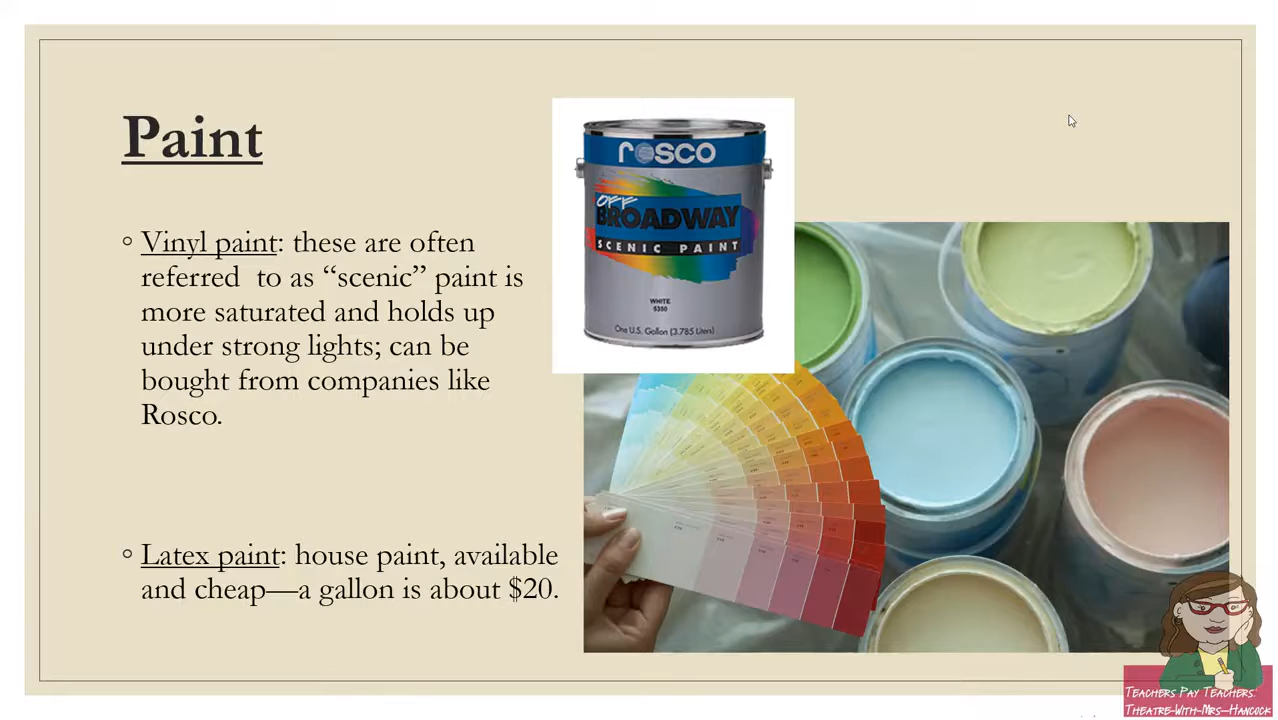 Paint
◦ Vinyl paint: these are often
referred to as “scenic” paint is
more saturated and holds up
under strong lights; can be
bought from companies like
Rosco.
◦ Latex paint: house paint, available
and cheap—a gallon is about $20.
rosco
OFF
BROADWAY
SCENIC PAINT
WHITE
5350
One U.S. Gallon (3.785 Liters)
TEACHERS PAY TEACHERS:
THEATRE-WITH-MRS-HANCOCK